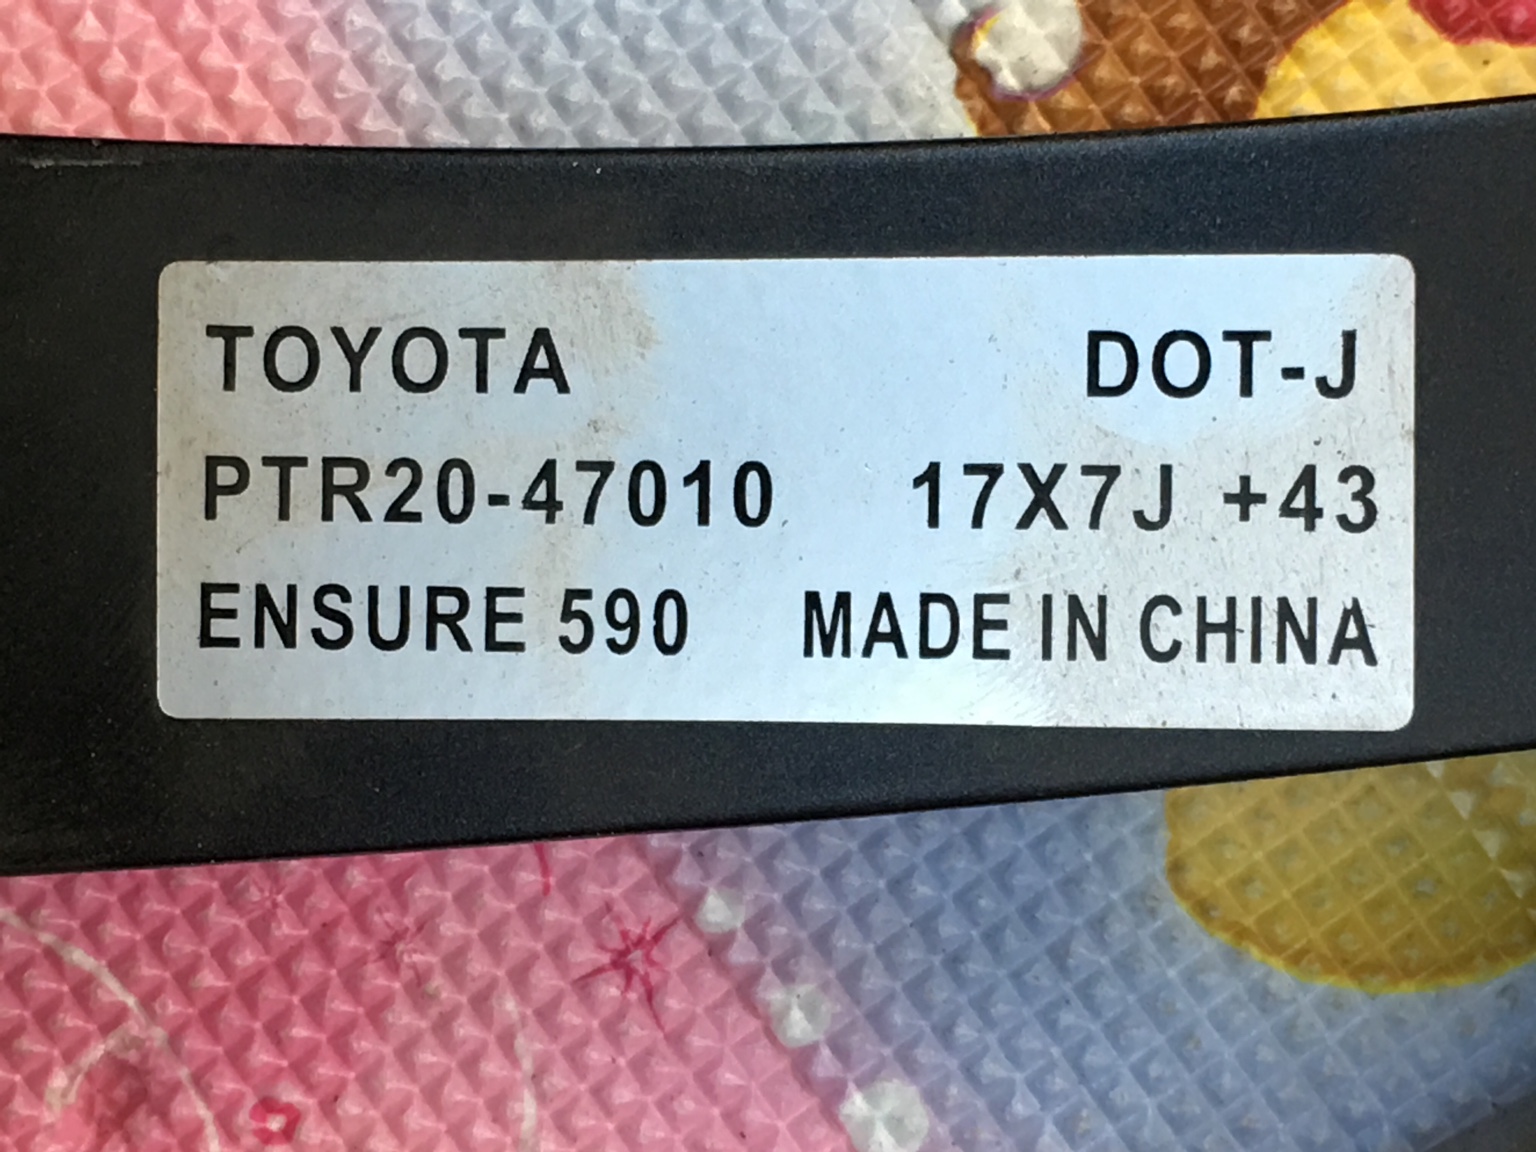 TOYOTA DOT-J
PTR20-47010 17X7J +43
ENSURE 590 MADE IN CHINA